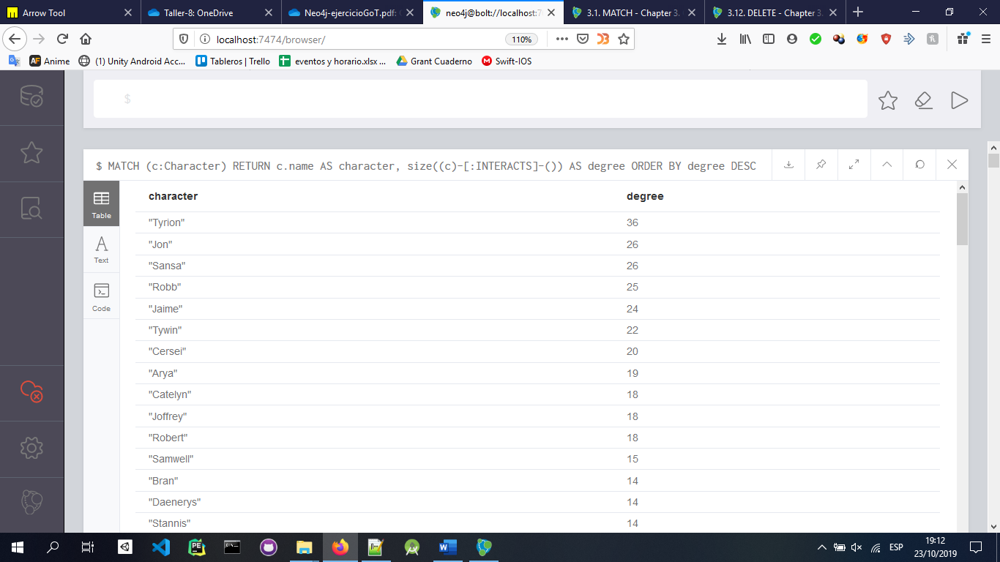 Arrow Tool
Taller-8: OneDrive
Neo4j-ejercicioGoT.pdf:
neo4j@bolt://localhost:7
3.1. MATCH - Chapter 3.
3.12. DELETE - Chapter 3.
localhost:7474/browser/
110%
Anime
(1) Unity Android Acc...
Tableros | Trello
eventos y horario.xlsx ...
Grant Cuaderno
Swift-IOS
$
$ MATCH (c:Character) RETURN c.name AS character, size((c)-[:INTERACTS]-()) AS degree ORDER BY degree DESC
Table
Text
Code
character degree
"Tyrion" 36
"Jon" 26
"Sansa" 26
"Robb" 25
"Jaime" 24
"Tywin" 22
"Cersei" 20
"Arya" 19
"Catelyn" 18
"Joffrey" 18
"Robert" 18
"Samwell" 15
"Bran" 14
"Daenerys" 14
"Stannis" 14
ESP
19:12
23/10/2019